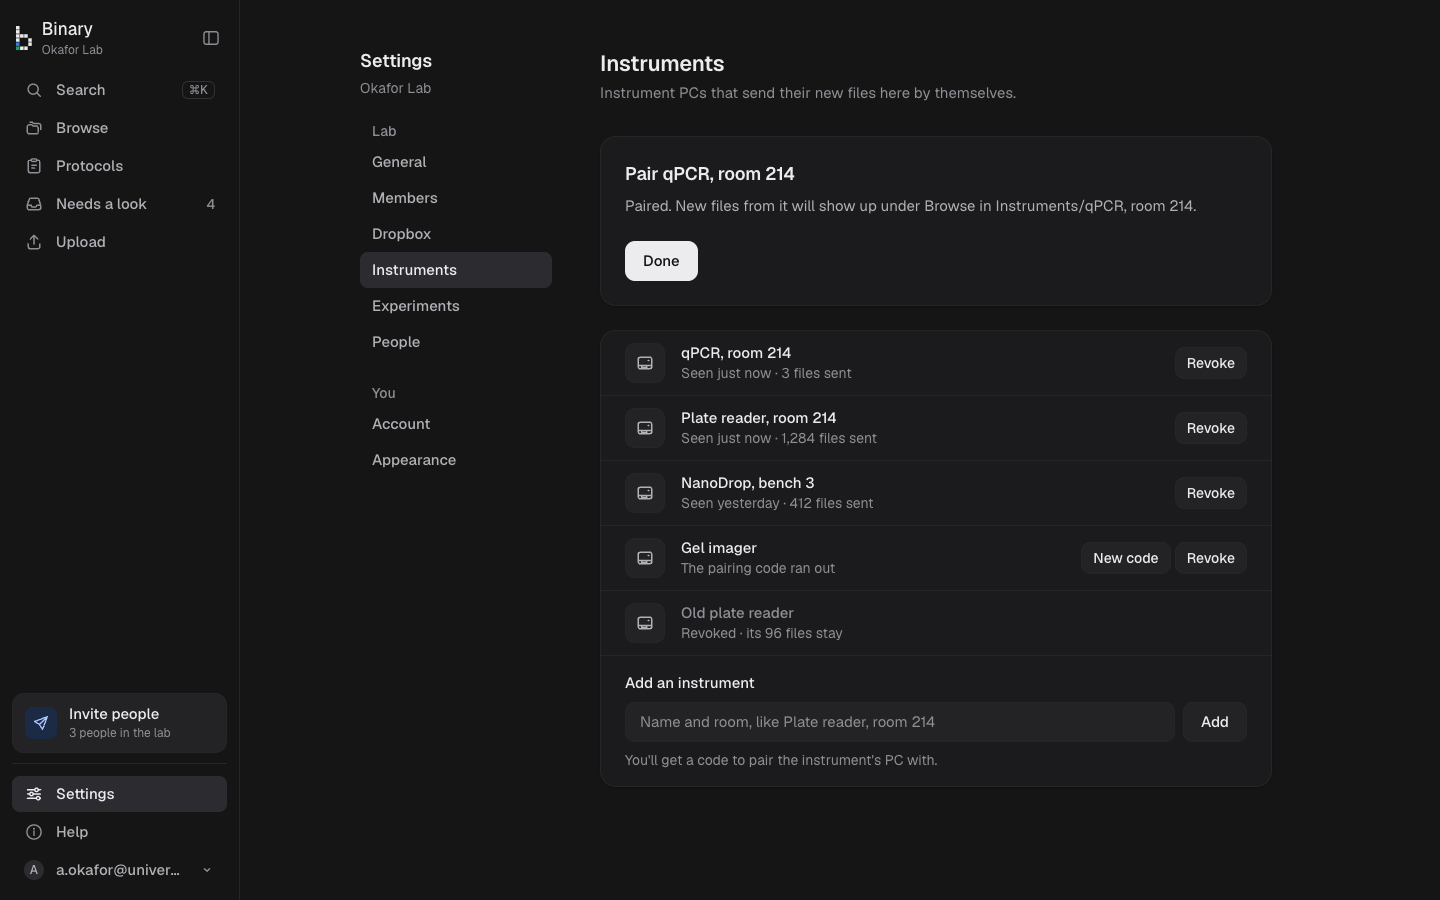 Binary
Okafor Lab
Search
⌘K
Browse
Protocols
Needs a look
4
Upload
Invite people
3 people in the lab
Settings
Help
A
a.okafor@univer...
Settings
Okafor Lab
Lab
General
Members
Dropbox
Instruments
Experiments
People
You
Account
Appearance
Instruments
Instrument PCs that send their new files here by themselves.
Pair qPCR, room 214
Paired. New files from it will show up under Browse in Instruments/qPCR, room 214.
Done
qPCR, room 214
Seen just now · 3 files sent
Revoke
Plate reader, room 214
Seen just now · 1,284 files sent
Revoke
NanoDrop, bench 3
Seen yesterday · 412 files sent
Revoke
Gel imager
The pairing code ran out
New code
Revoke
Old plate reader
Revoked · its 96 files stay
Add an instrument
Name and room, like Plate reader, room 214
Add
You'll get a code to pair the instrument's PC with.